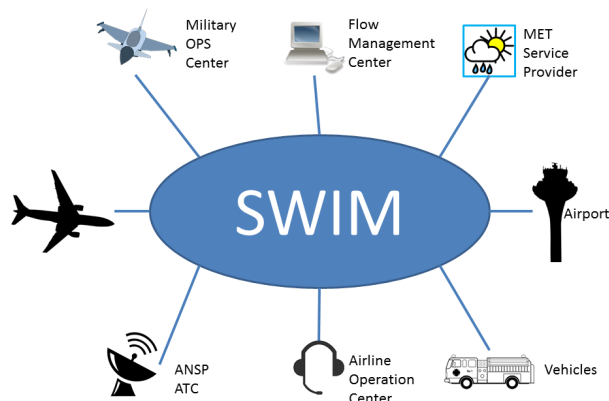 Military
OPS
Center
Flow
Management
Center
MET
Service
Provider
SWIM
Airport
ANSP
ATC
Airline
Operation
Center
Vehicles